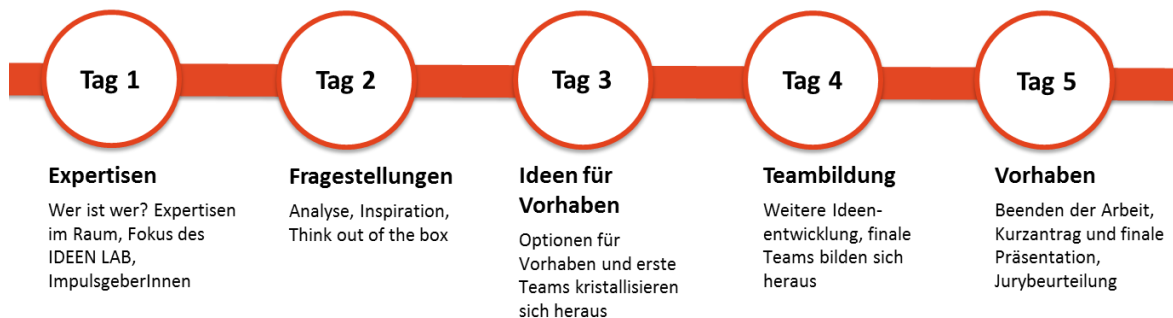 Tag 1
Expertisen
Wer ist wer? Expertisen
im Raum, Fokus des
IDEEN LAB,
ImpulsgeberInnen
Tag 2
Fragestellungen
Analyse, Inspiration,
Think out of the box
Tag 3
Ideen für
Vorhaben
Optionen für
Vorhaben und erste
Teams kristallisieren
sich heraus
Tag 4
Teambildung
Weitere Ideen-
entwicklung, finale
Teams bilden sich
heraus
Tag 5
Vorhaben
Beenden der Arbeit,
Kurzantrag und finale
Präsentation,
Jurybeurteilung